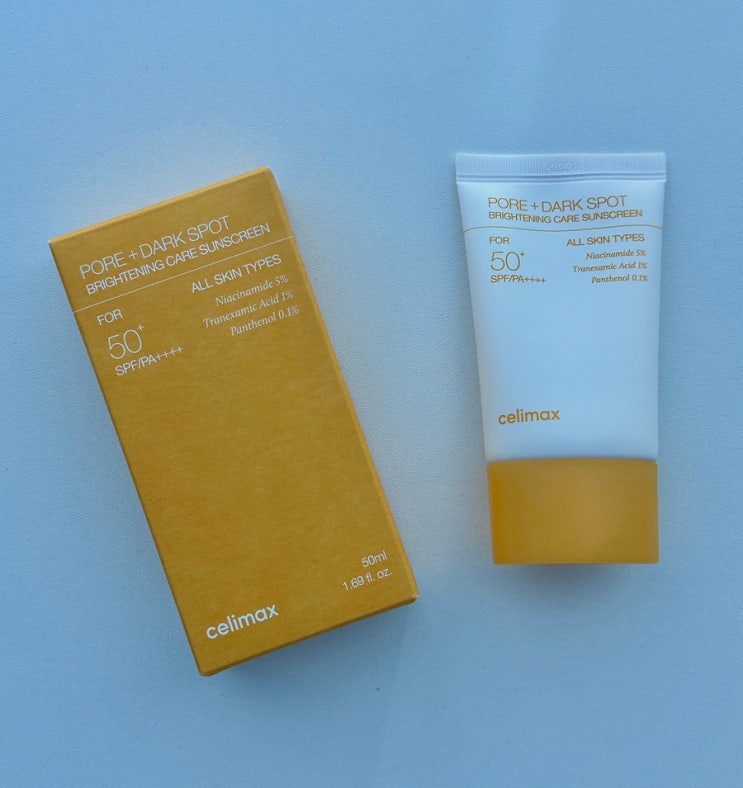 PORE + DARK SPOT
BRIGHTENING CARE SUNSCREEN
FOR
ALL SKIN TYPES
50+
SPF/PA++++
Niacinamide 5%
Tranexamic Acid 1%
Panthenol 0.1%
50ml
1.69 fl. oz.
celimax
PORE + DARK SPOT
BRIGHTENING CARE SUNSCREEN
FOR
ALL SKIN TYPES
50+
SPF/PA++++
Niacinamide 5%
Tranexamic Acid 1%
Panthenol 0.1%
celimax